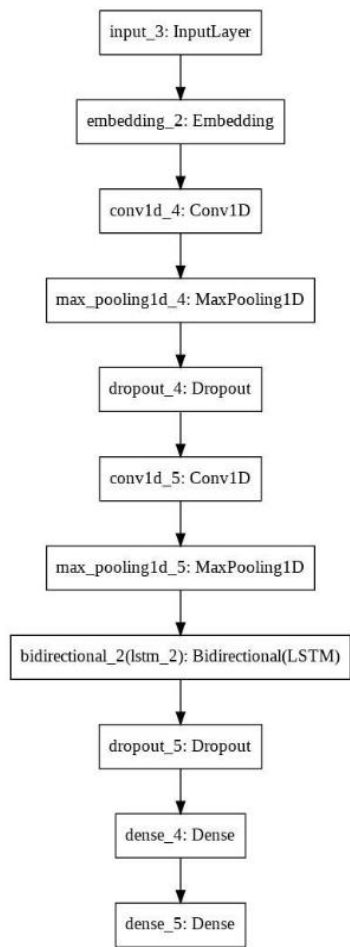 input_3: InputLayer
embedding_2: Embedding
conv1d_4: Conv1D
max_pooling1d_4: MaxPooling1D
dropout_4: Dropout
conv1d_5: Conv1D
max_pooling1d_5: MaxPooling1D
bidirectional_2(lstm_2): Bidirectional(LSTM)
dropout_5: Dropout
dense_4: Dense
dense_5: Dense